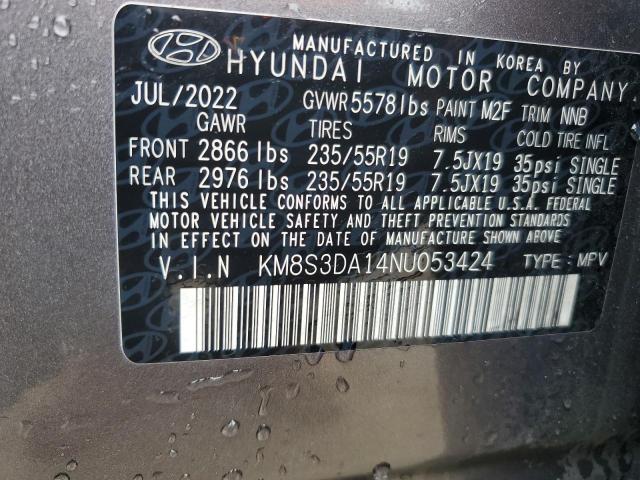 MANUFACTURED IN KOREA BY
HYUNDAI MOTOR COMPANY
JUL/2022 GVWR 5578lbs PAINT M2F TRIM NNB
GAWR TIRES RIMS COLD TIRE INFL
FRONT 2866 lbs 235/55R19 7.5JX19 35psi SINGLE
REAR 2976 lbs 235/55R19 7.5JX19 35psi SINGLE
THIS VEHICLE CONFORMS TO ALL APPLICABLE U.S.A. FEDERAL
MOTOR VEHICLE SAFETY AND THEFT PREVENTION STANDARDS
IN EFFECT ON THE DATE OF MANUFACTURE SHOWN ABOVE
V.I.N KM8S3DA14NU053424 TYPE: MPV